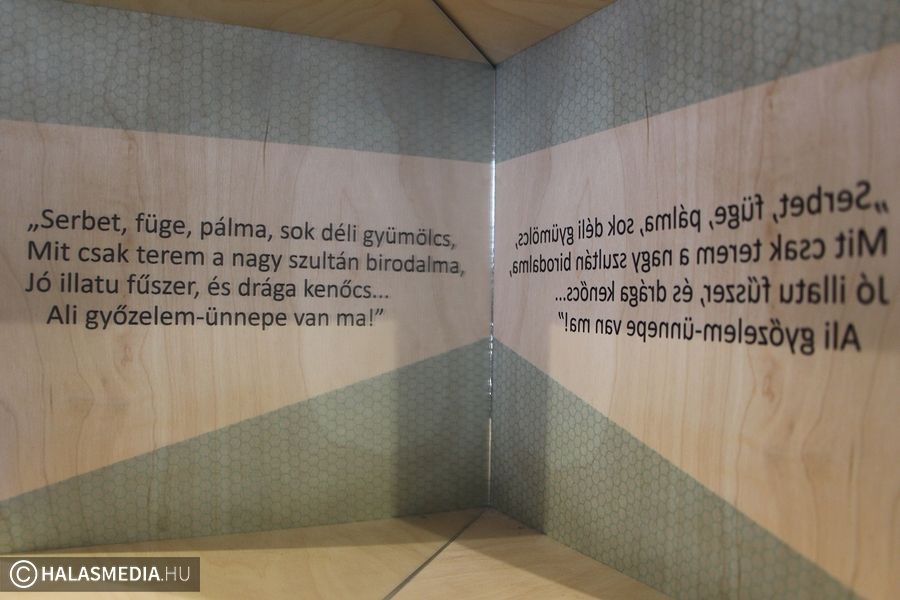 „Serbet, füge, pálma, sok déli gyümölcs,
Mit csak terem a nagy szultán birodalma,
Jó illatu fűszer, és drága kenőcs...
Ali győzelem-ünnepe van ma!”
„Serbet, füge, pálma, sok déli gyümölcs,
Mit csak terem a nagy szultán birodalma,
Jó illatu fűszer, és drága kenőcs...
Ali győzelem-ünnepe van ma!”
© HALASMEDIA.HU